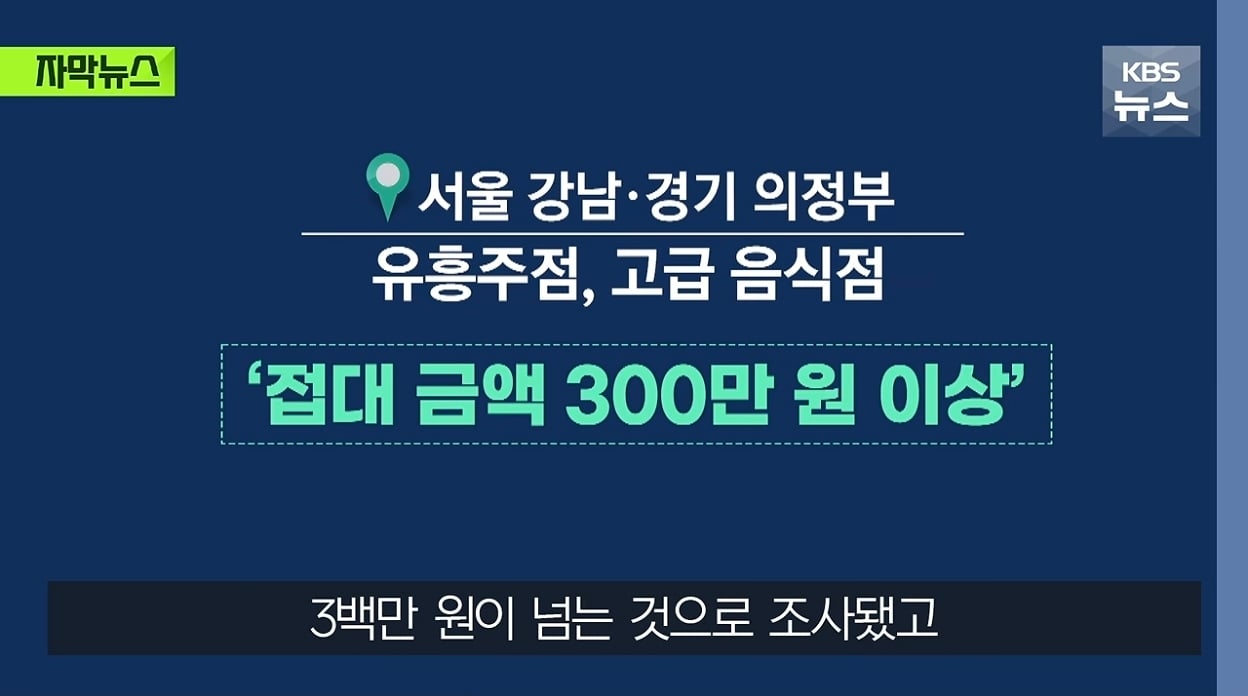 자막뉴스
KBS
뉴스
서울 강남·경기 의정부
유흥주점, 고급 음식점
‘접대 금액 300만 원 이상’
3백만 원이 넘는 것으로 조사됐고